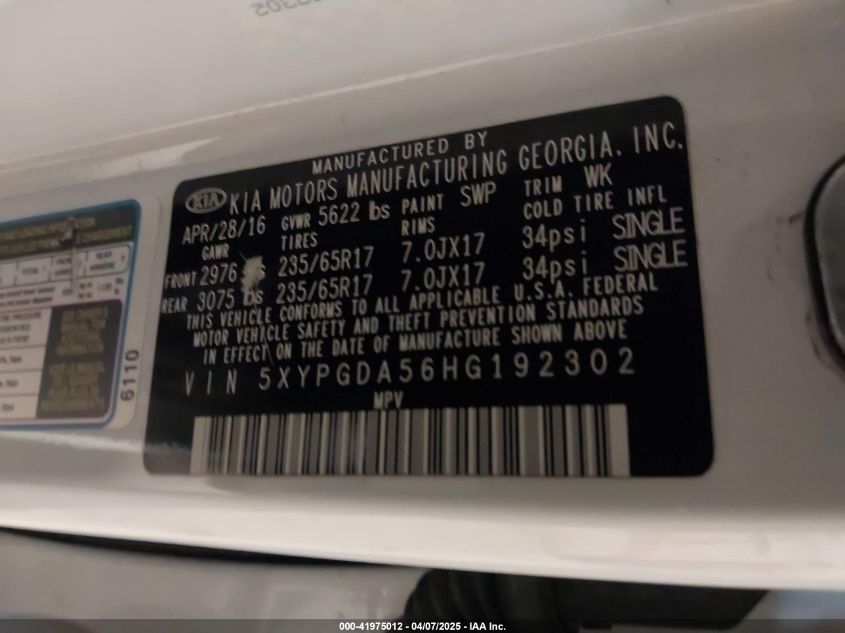 MANUFACTURED BY
KIA KIA MOTORS MANUFACTURING GEORGIA, INC.
APR/28/16 GVWR 5622 lbs PAINT SWP TRIM WK
GAWR TIRES RIMS COLD TIRE INFL
FRONT 2976 235/65R17 7.0JX17 34psi SINGLE
REAR 3075 lbs 235/65R17 7.0JX17 34psi SINGLE
THIS VEHICLE CONFORMS TO ALL APPLICABLE U.S.A. FEDERAL
MOTOR VEHICLE SAFETY AND THEFT PREVENTION STANDARDS
IN EFFECT ON THE DATE OF MANUFACTURE SHOWN ABOVE
VIN 5XYPGDA56HG192302
MPV
6110
000-41975012 - 04/07/2025 - IAA Inc.